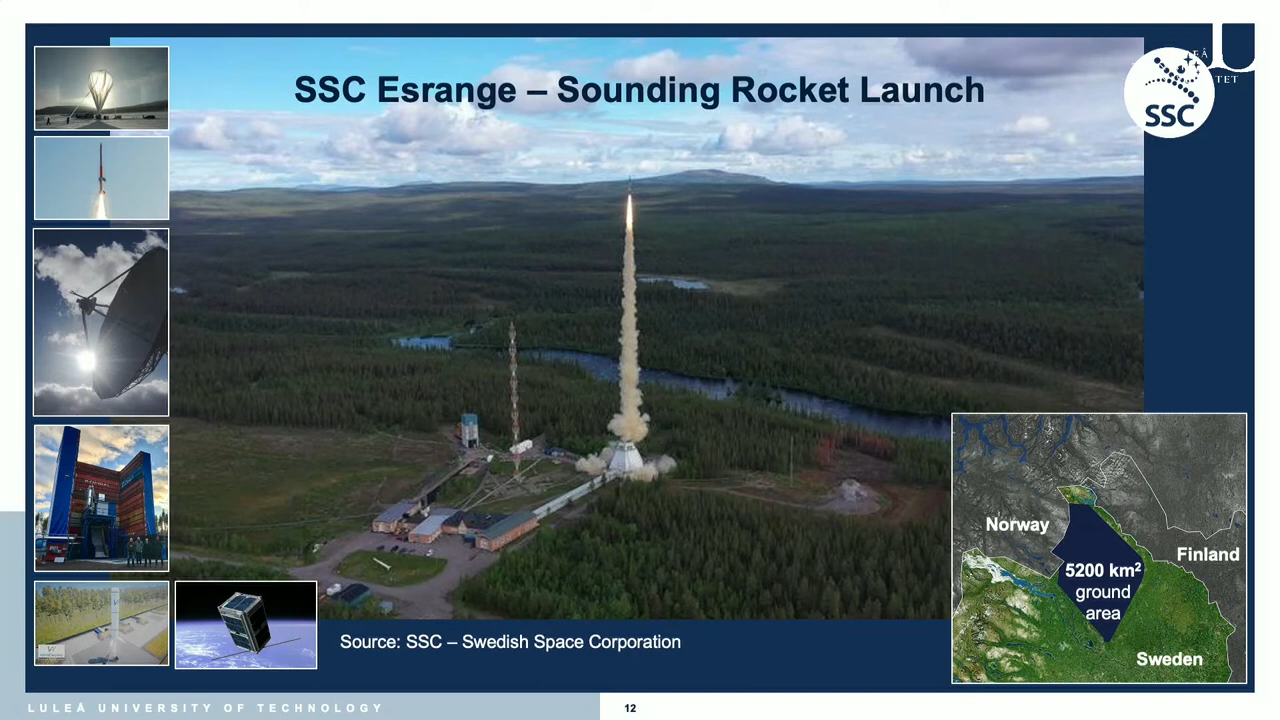 SSC Esrange – Sounding Rocket Launch
SSC
TET
Norway
Finland
5200 km²
ground
area
Sweden
Source: SSC – Swedish Space Corporation
LULEÅ UNIVERSITY OF TECHNOLOGY
12